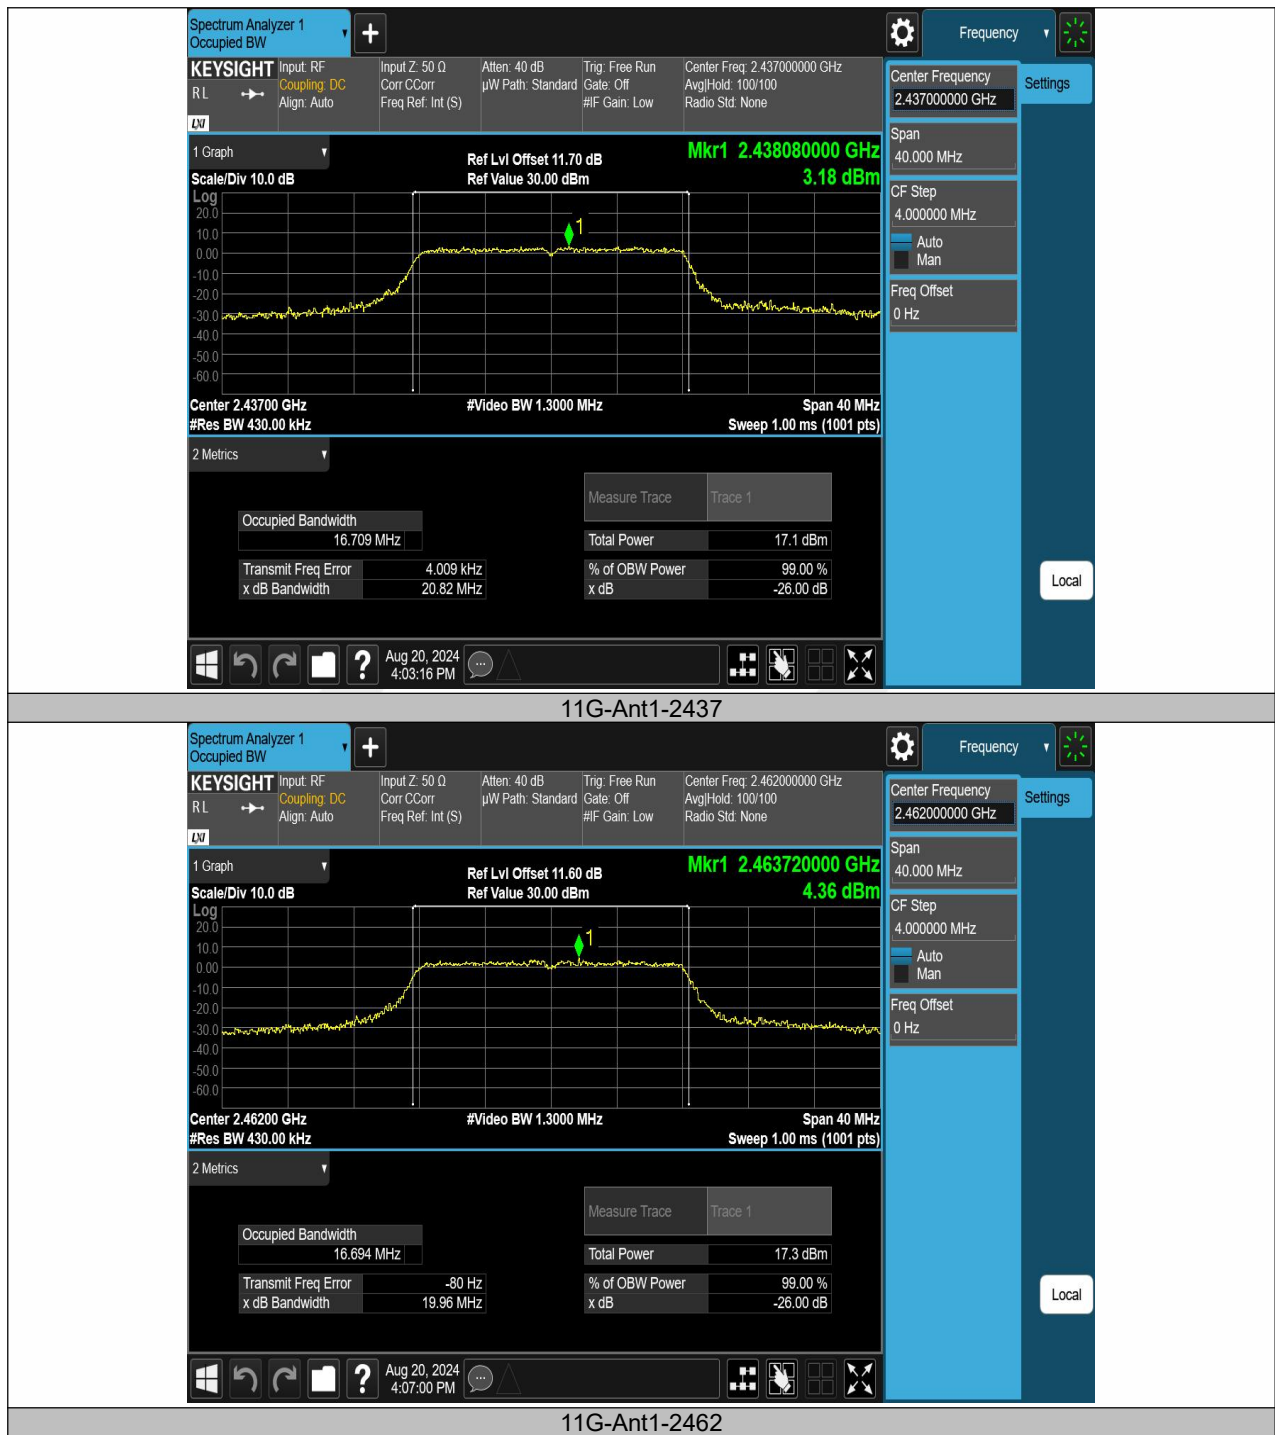 Spectrum Analyzer 1
Occupied BW
+
Frequency
KEYSIGHT
R L
LXI
Input: RF
Coupling: DC
Align: Auto
Input Z: 50 Ω
Corr CCorr
Freq Ref: Int (S)
Atten: 40 dB
µW Path: Standard
Trig: Free Run
Gate: Off
#IF Gain: Low
Center Freq: 2.437000000 GHz
Avg|Hold: 100/100
Radio Std: None
Center Frequency
2.437000000 GHz
Settings
Span
40.000 MHz
CF Step
4.000000 MHz
Auto
Man
Freq Offset
0 Hz
Local
1 Graph
Scale/Div 10.0 dB
Ref Lvl Offset 11.70 dB
Ref Value 30.00 dBm
Mkr1 2.438080000 GHz
3.18 dBm
Log
20.0
10.0
0.00
-10.0
-20.0
-30.0
-40.0
-50.0
-60.0
1
Center 2.43700 GHz
#Res BW 430.00 kHz
#Video BW 1.3000 MHz
Span 40 MHz
Sweep 1.00 ms (1001 pts)
2 Metrics
Measure Trace Trace 1
Occupied Bandwidth
16.709 MHz
Total Power 17.1 dBm
Transmit Freq Error 4.009 kHz
% of OBW Power 99.00 %
x dB Bandwidth 20.82 MHz
x dB -26.00 dB
?
Aug 20, 2024
4:03:16 PM
11G-Ant1-2437
Spectrum Analyzer 1
Occupied BW
+
Frequency
KEYSIGHT
R L
LXI
Input: RF
Coupling: DC
Align: Auto
Input Z: 50 Ω
Corr CCorr
Freq Ref: Int (S)
Atten: 40 dB
µW Path: Standard
Trig: Free Run
Gate: Off
#IF Gain: Low
Center Freq: 2.462000000 GHz
Avg|Hold: 100/100
Radio Std: None
Center Frequency
2.462000000 GHz
Settings
Span
40.000 MHz
CF Step
4.000000 MHz
Auto
Man
Freq Offset
0 Hz
Local
1 Graph
Scale/Div 10.0 dB
Ref Lvl Offset 11.60 dB
Ref Value 30.00 dBm
Mkr1 2.463720000 GHz
4.36 dBm
Log
20.0
10.0
0.00
-10.0
-20.0
-30.0
-40.0
-50.0
-60.0
1
Center 2.46200 GHz
#Res BW 430.00 kHz
#Video BW 1.3000 MHz
Span 40 MHz
Sweep 1.00 ms (1001 pts)
2 Metrics
Measure Trace Trace 1
Occupied Bandwidth
16.694 MHz
Total Power 17.3 dBm
Transmit Freq Error -80 Hz
% of OBW Power 99.00 %
x dB Bandwidth 19.96 MHz
x dB -26.00 dB
?
Aug 20, 2024
4:07:00 PM
11G-Ant1-2462